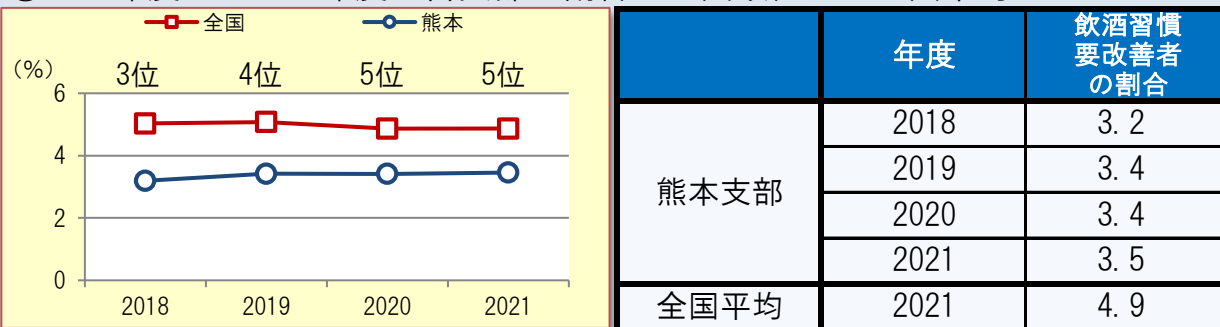 全国 熊本
(%) 3位 4位 5位 5位
6
4
2
0
2018 2019 2020 2021
年度 飲酒習慣
要改善者
の割合
熊本支部
2018 3.2
2019 3.4
2020 3.4
2021 3.5
全国平均 2021 4.9